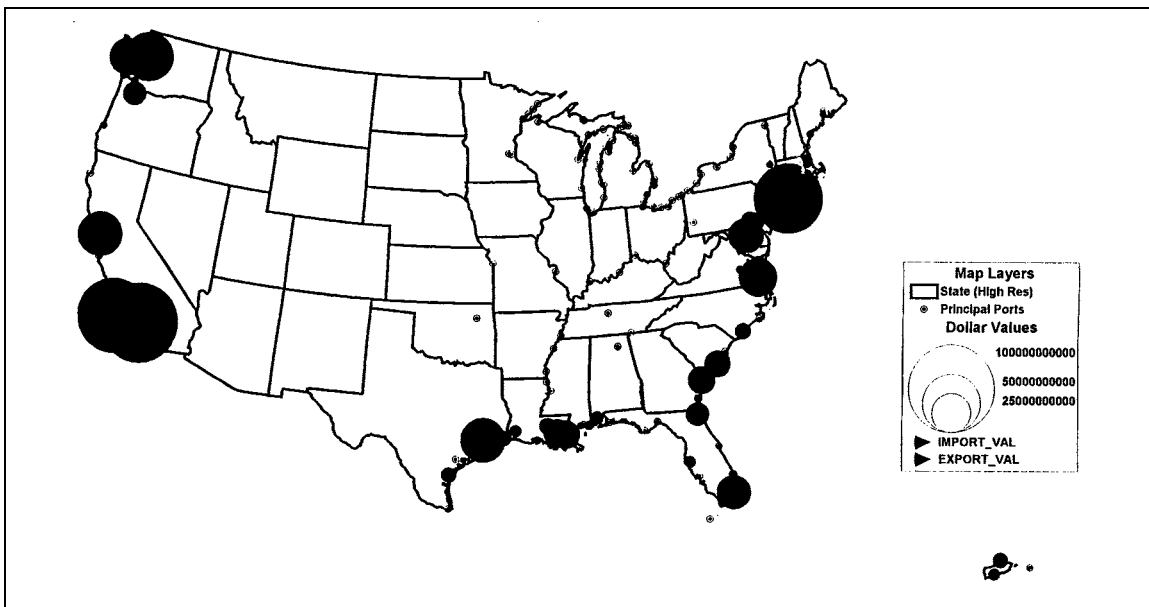 Map Layers
State (High Res)
Principal Ports
Dollar Values
100000000000
50000000000
25000000000
IMPORT_VAL
EXPORT_VAL